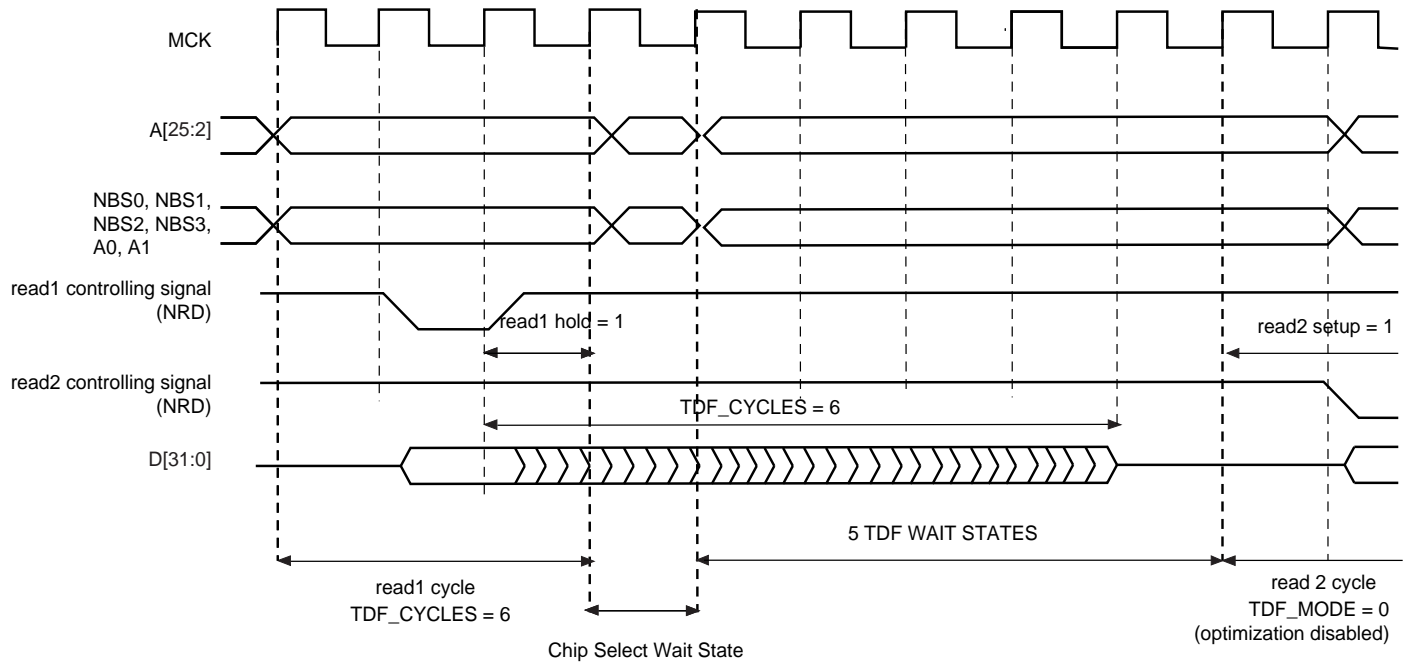 MCK
A[25:2]
NBS0, NBS1,
NBS2, NBS3,
A0, A1
read1 controlling signal
(NRD)
read1 hold = 1
read2 setup = 1
read2 controlling signal
(NRD)
TDF_CYCLES = 6
D[31:0]
5 TDF WAIT STATES
read1 cycle
TDF_CYCLES = 6
read 2 cycle
TDF_MODE = 0
(optimization disabled)
Chip Select Wait State